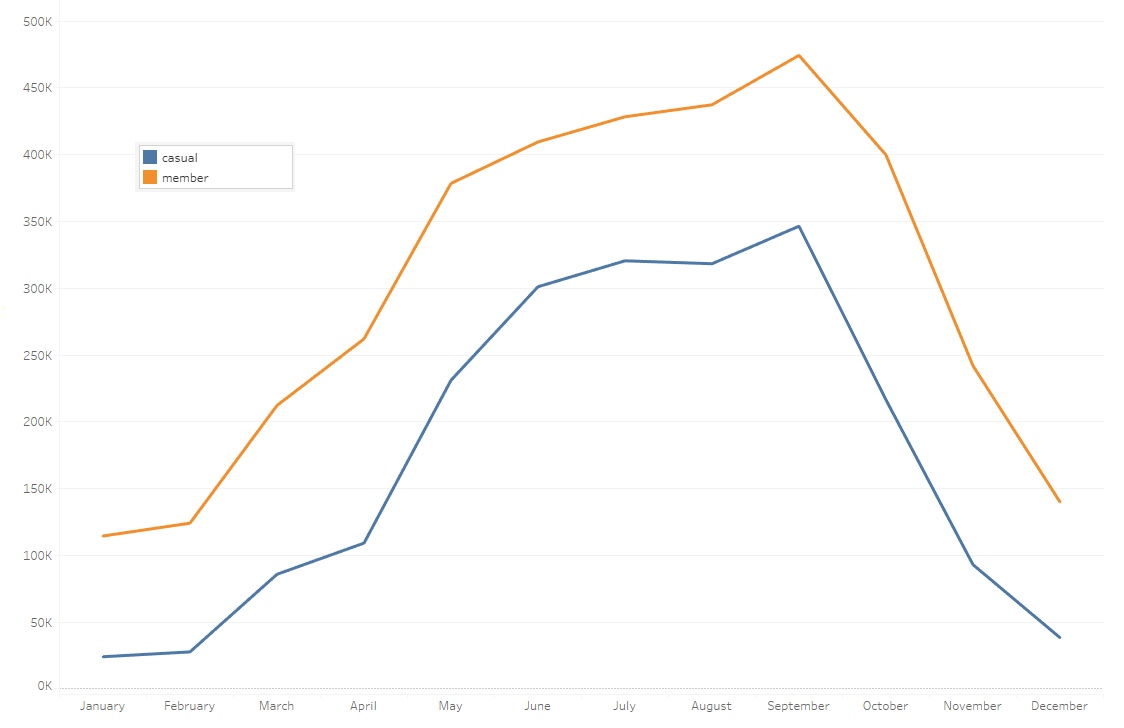 500K
450K
400K
casual
member
350K
300K
250K
200K
150K
100K
50K
0K
January February March April May June July August September October November December